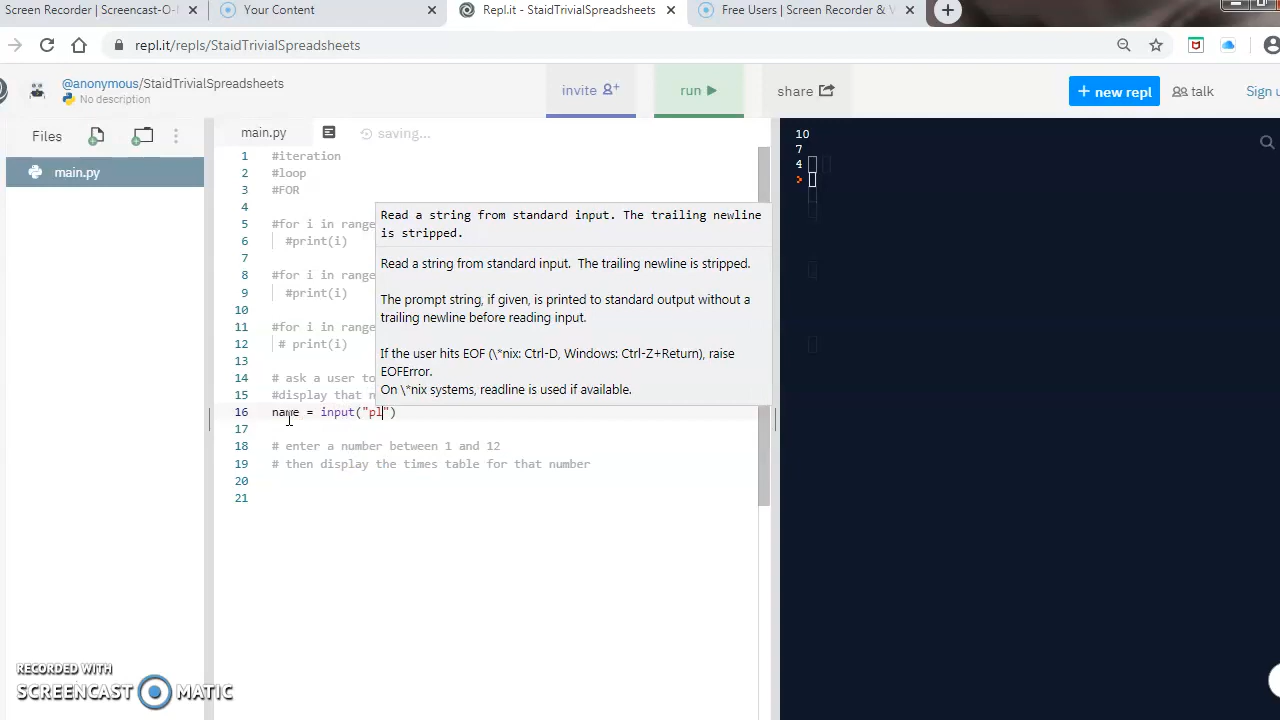 Screen Recorder | Screencast-O-
Your Content
Repl.it - StaidTrivialSpreadsheets
Free Users | Screen Recorder &
repl.it/repls/StaidTrivialSpreadsheets
@anonymous/StaidTrivialSpreadsheets
No description
invite
run
share
+ new repl
talk
Sign u
Files
main.py
saving...
main.py
10
7
4
>
1 #iteration
2 #loop
3 #FOR
4
5 #for i in range
6 #print(i)
7
8 #for i in range
9 #print(i)
10
11 #for i in range
12 # print(i)
13
14 # ask a user to
15 #display that n
16 name = input("pl")
17
18 # enter a number between 1 and 12
19 # then display the times table for that number
20
21
Read a string from standard input. The trailing newline
is stripped.
Read a string from standard input. The trailing newline is stripped.
The prompt string, if given, is printed to standard output without a
trailing newline before reading input.
If the user hits EOF (\*nix: Ctrl-D, Windows: Ctrl-Z+Return), raise
EOFError.
On \*nix systems, readline is used if available.
RECORDED WITH
SCREENCAST MATIC